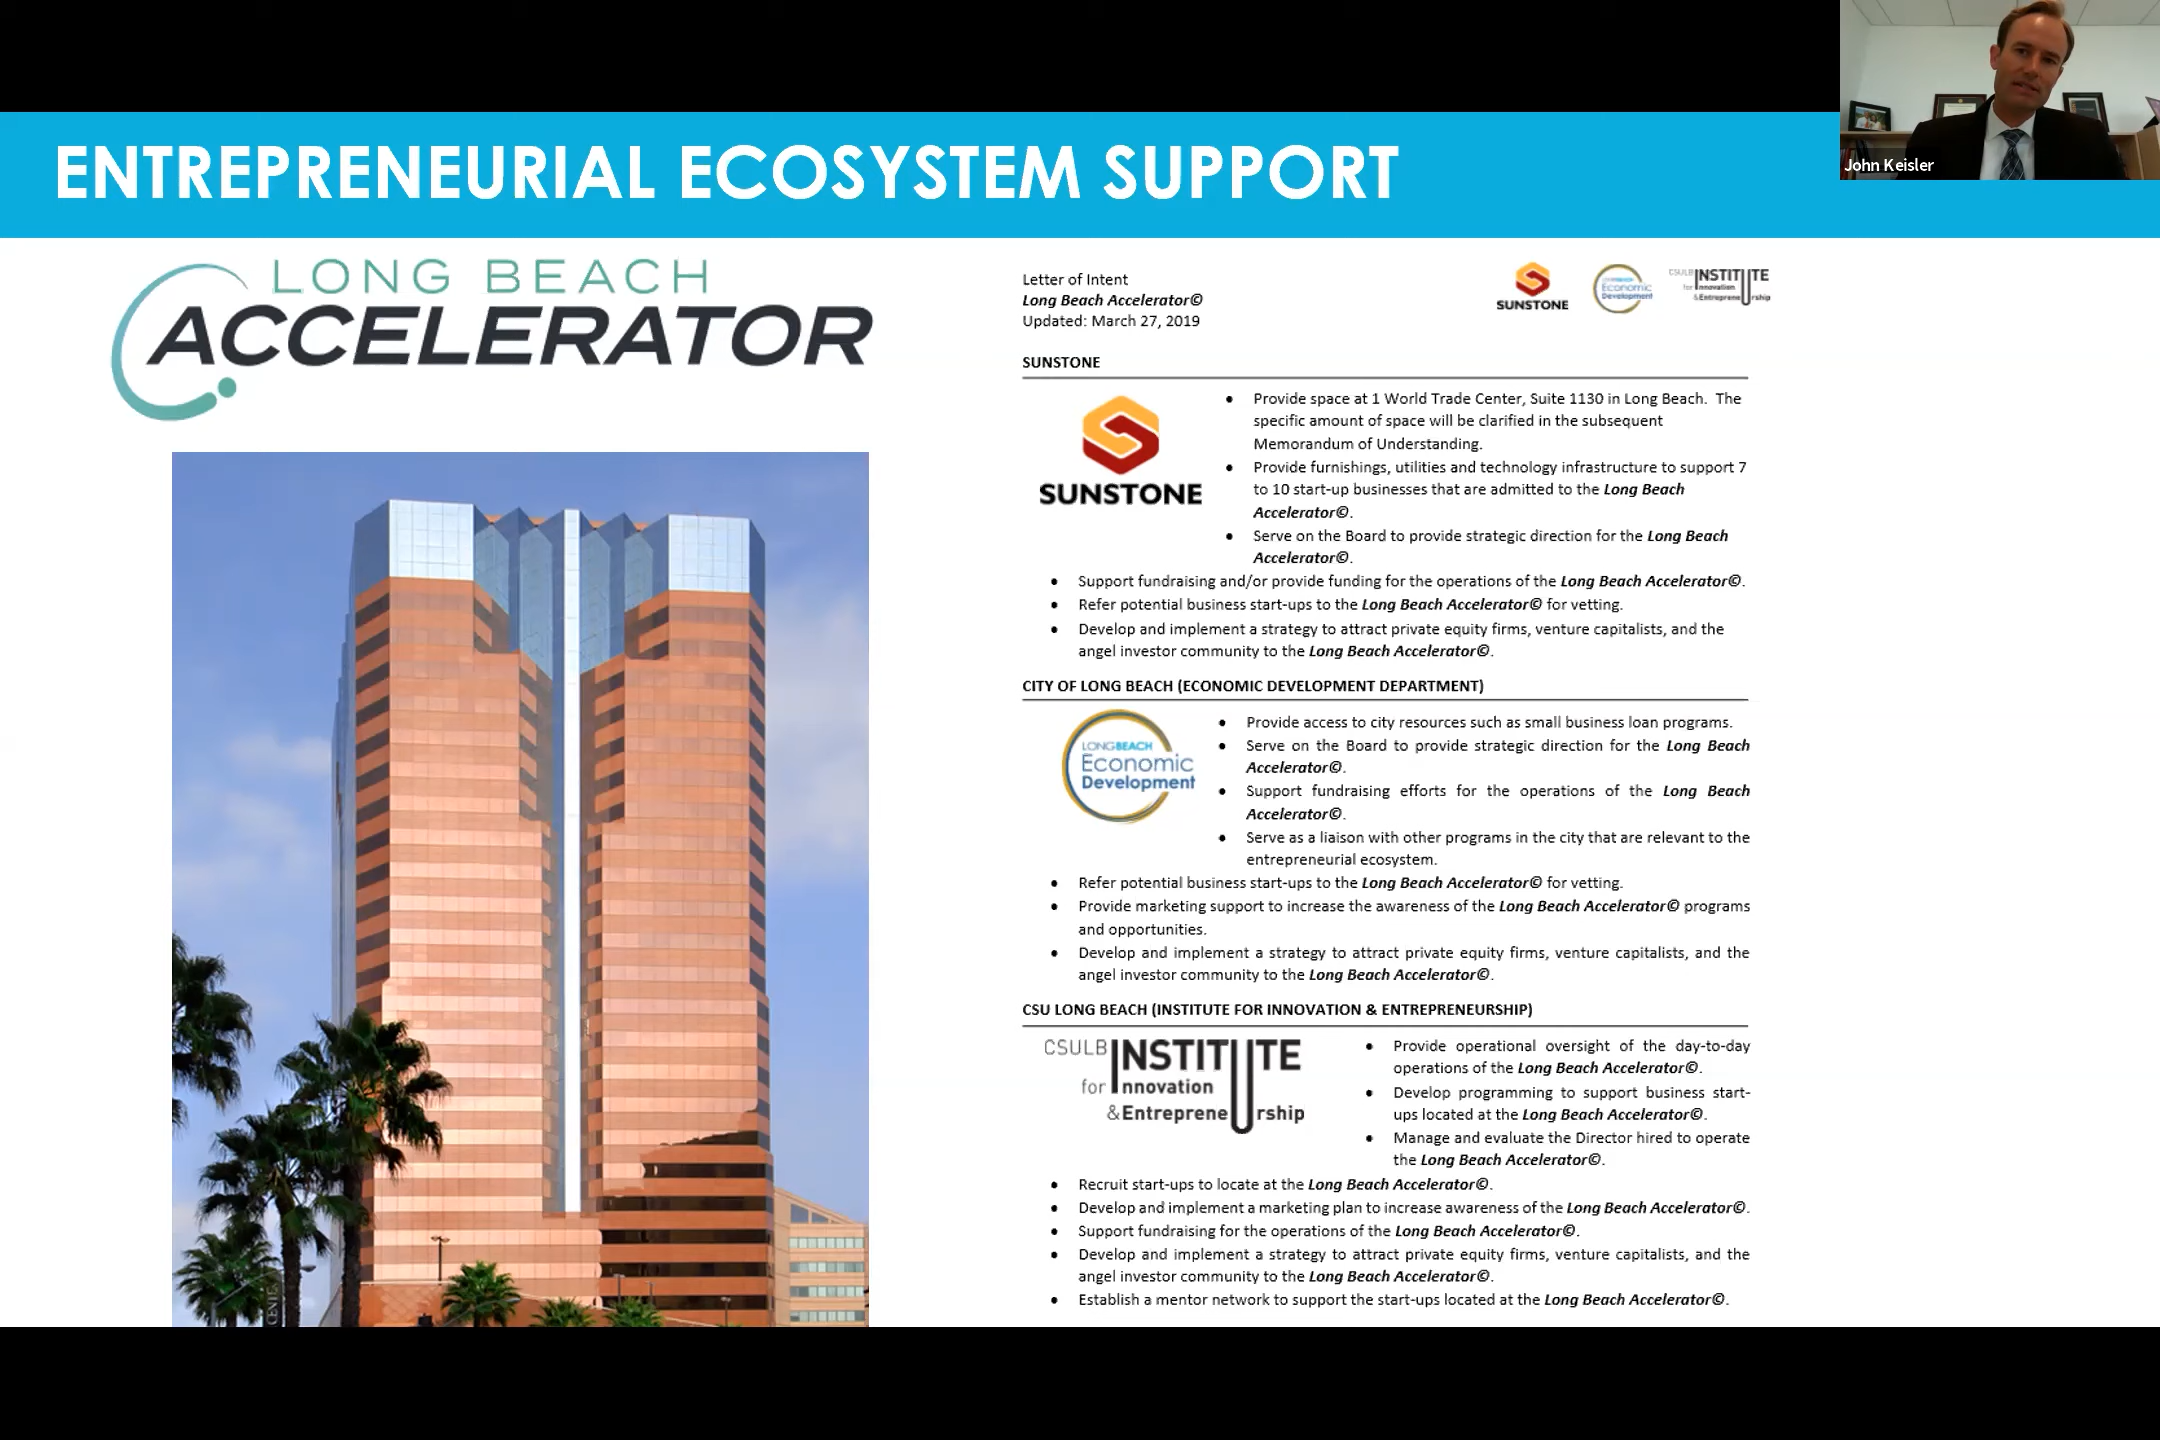 John Keisler
ENTREPRENEURIAL ECOSYSTEM SUPPORT
LONG BEACH
ACCELERATOR
CENTE
Letter of Intent
Long Beach Accelerator©
Updated: March 27, 2019
SUNSTONE
LONGBEACH
Economic
Development
CSULB INSTITUTE
for Innovation
&Entrepreneurship
SUNSTONE
SUNSTONE
• Provide space at 1 World Trade Center, Suite 1130 in Long Beach. The
specific amount of space will be clarified in the subsequent
Memorandum of Understanding.
• Provide furnishings, utilities and technology infrastructure to support 7
to 10 start-up businesses that are admitted to the Long Beach
Accelerator©.
• Serve on the Board to provide strategic direction for the Long Beach
Accelerator©.
• Support fundraising and/or provide funding for the operations of the Long Beach Accelerator©.
• Refer potential business start-ups to the Long Beach Accelerator© for vetting.
• Develop and implement a strategy to attract private equity firms, venture capitalists, and the
angel investor community to the Long Beach Accelerator©.
CITY OF LONG BEACH (ECONOMIC DEVELOPMENT DEPARTMENT)
LONGBEACH
Economic
Development
• Provide access to city resources such as small business loan programs.
• Serve on the Board to provide strategic direction for the Long Beach
Accelerator©.
• Support fundraising efforts for the operations of the Long Beach
Accelerator©.
• Serve as a liaison with other programs in the city that are relevant to the
entrepreneurial ecosystem.
• Refer potential business start-ups to the Long Beach Accelerator© for vetting.
• Provide marketing support to increase the awareness of the Long Beach Accelerator© programs
and opportunities.
• Develop and implement a strategy to attract private equity firms, venture capitalists, and the
angel investor community to the Long Beach Accelerator©.
CSU LONG BEACH (INSTITUTE FOR INNOVATION & ENTREPRENEURSHIP)
CSULB INSTITUTE
for Innovation
&Entrepreneurship
• Provide operational oversight of the day-to-day
operations of the Long Beach Accelerator©.
• Develop programming to support business start-
ups located at the Long Beach Accelerator©.
• Manage and evaluate the Director hired to operate
the Long Beach Accelerator©.
• Recruit start-ups to locate at the Long Beach Accelerator©.
• Develop and implement a marketing plan to increase awareness of the Long Beach Accelerator©.
• Support fundraising for the operations of the Long Beach Accelerator©.
• Develop and implement a strategy to attract private equity firms, venture capitalists, and the
angel investor community to the Long Beach Accelerator©.
• Establish a mentor network to support the start-ups located at the Long Beach Accelerator©.